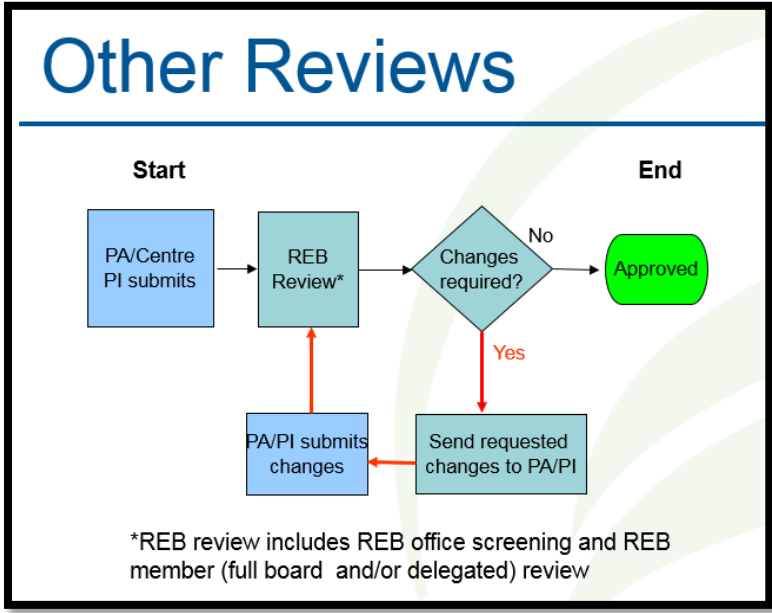 Other Reviews
Start
End
PA/Centre
PI submits
REB
Review*
Changes
required?
No
Approved
Yes
PA/PI submits
changes
Send requested
changes to PA/PI
*REB review includes REB office screening and REB
member (full board and/or delegated) review